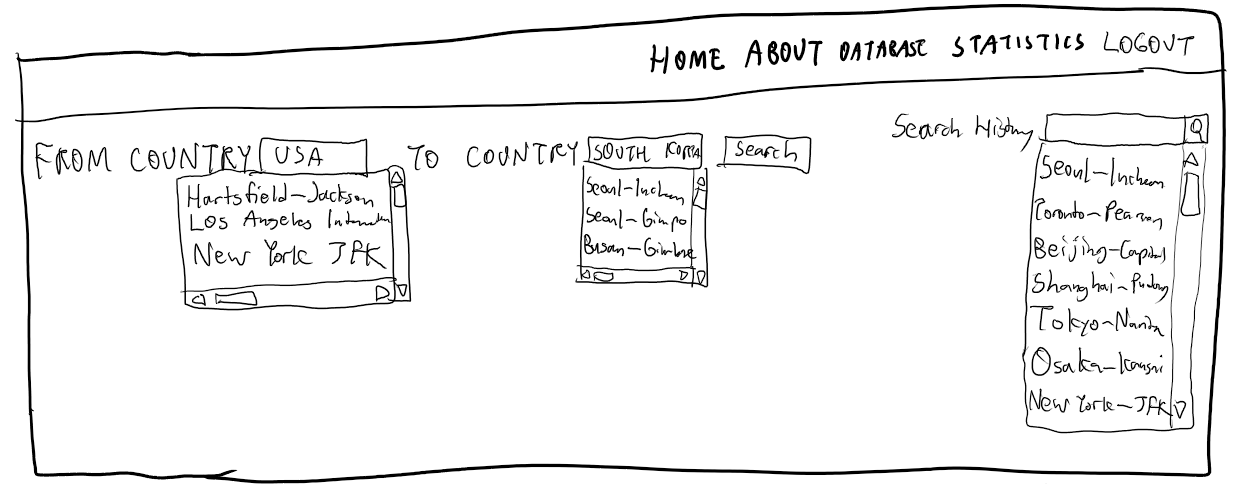 HOME ABOUT DATABASE STATISTICS LOGOUT
Search History
FROM COUNTRY USA TO COUNTRY SOUTH KOREA Search
Hartsfield-Jackson
Los Angeles
New York JFK
Seoul-Incheon
Seoul-Gimpo
Busan-Gimhae
Seoul-Incheon
Toronto-Pearson
Beijing-Capital
Shanghai-Pudong
Tokyo-Narita
Osaka-Kansai
New York-JFK